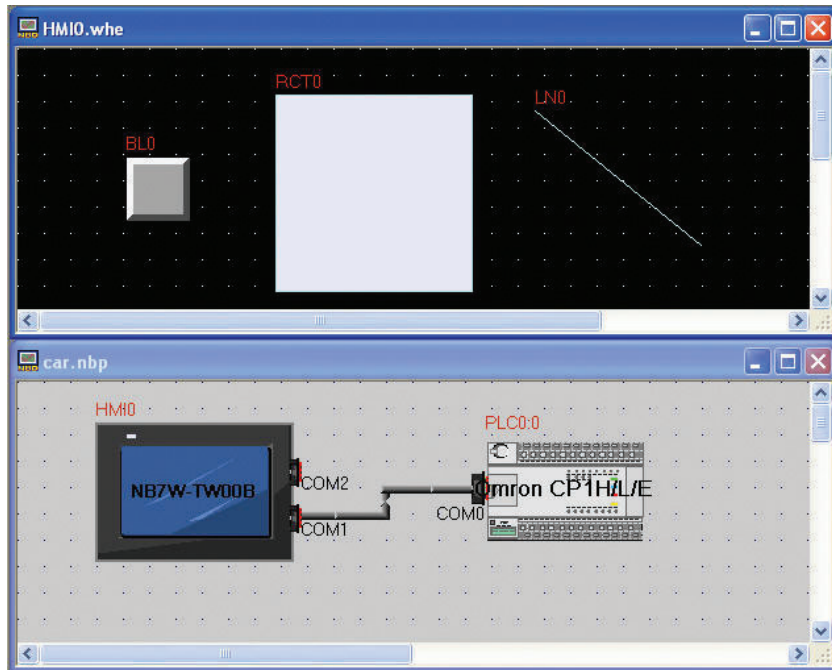 HMI0.whe
RCT0
LN0
BL0
car.nbp
HMI0
PLC0:0
NB7W-TW00B
COM2
Omron CP1H/L/E
COM0
COM1